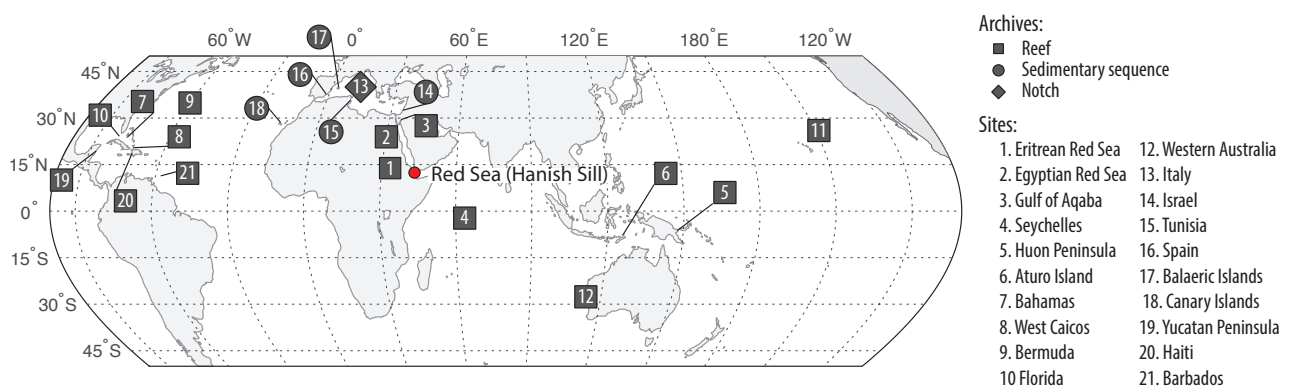 60°W 0° 60°E 120°E 180°W 120°W
45°N
30°N
15°N
0°
15°S
30°S
45°S
17
16
13
7
9
10
18
14
15
8
2
3
11
21
1
Red Sea (Hanish Sill)
19
20
6
5
4
12
Archives:
Reef
Sedimentary sequence
Notch
Sites:
1. Eritrean Red Sea
2. Egyptian Red Sea
3. Gulf of Aqaba
4. Seychelles
5. Huon Peninsula
6. Aturo Island
7. Bahamas
8. West Caicos
9. Bermuda
10 Florida
12. Western Australia
13. Italy
14. Israel
15. Tunisia
16. Spain
17. Balaeric Islands
18. Canary Islands
19. Yucatan Peninsula
20. Haiti
21. Barbados